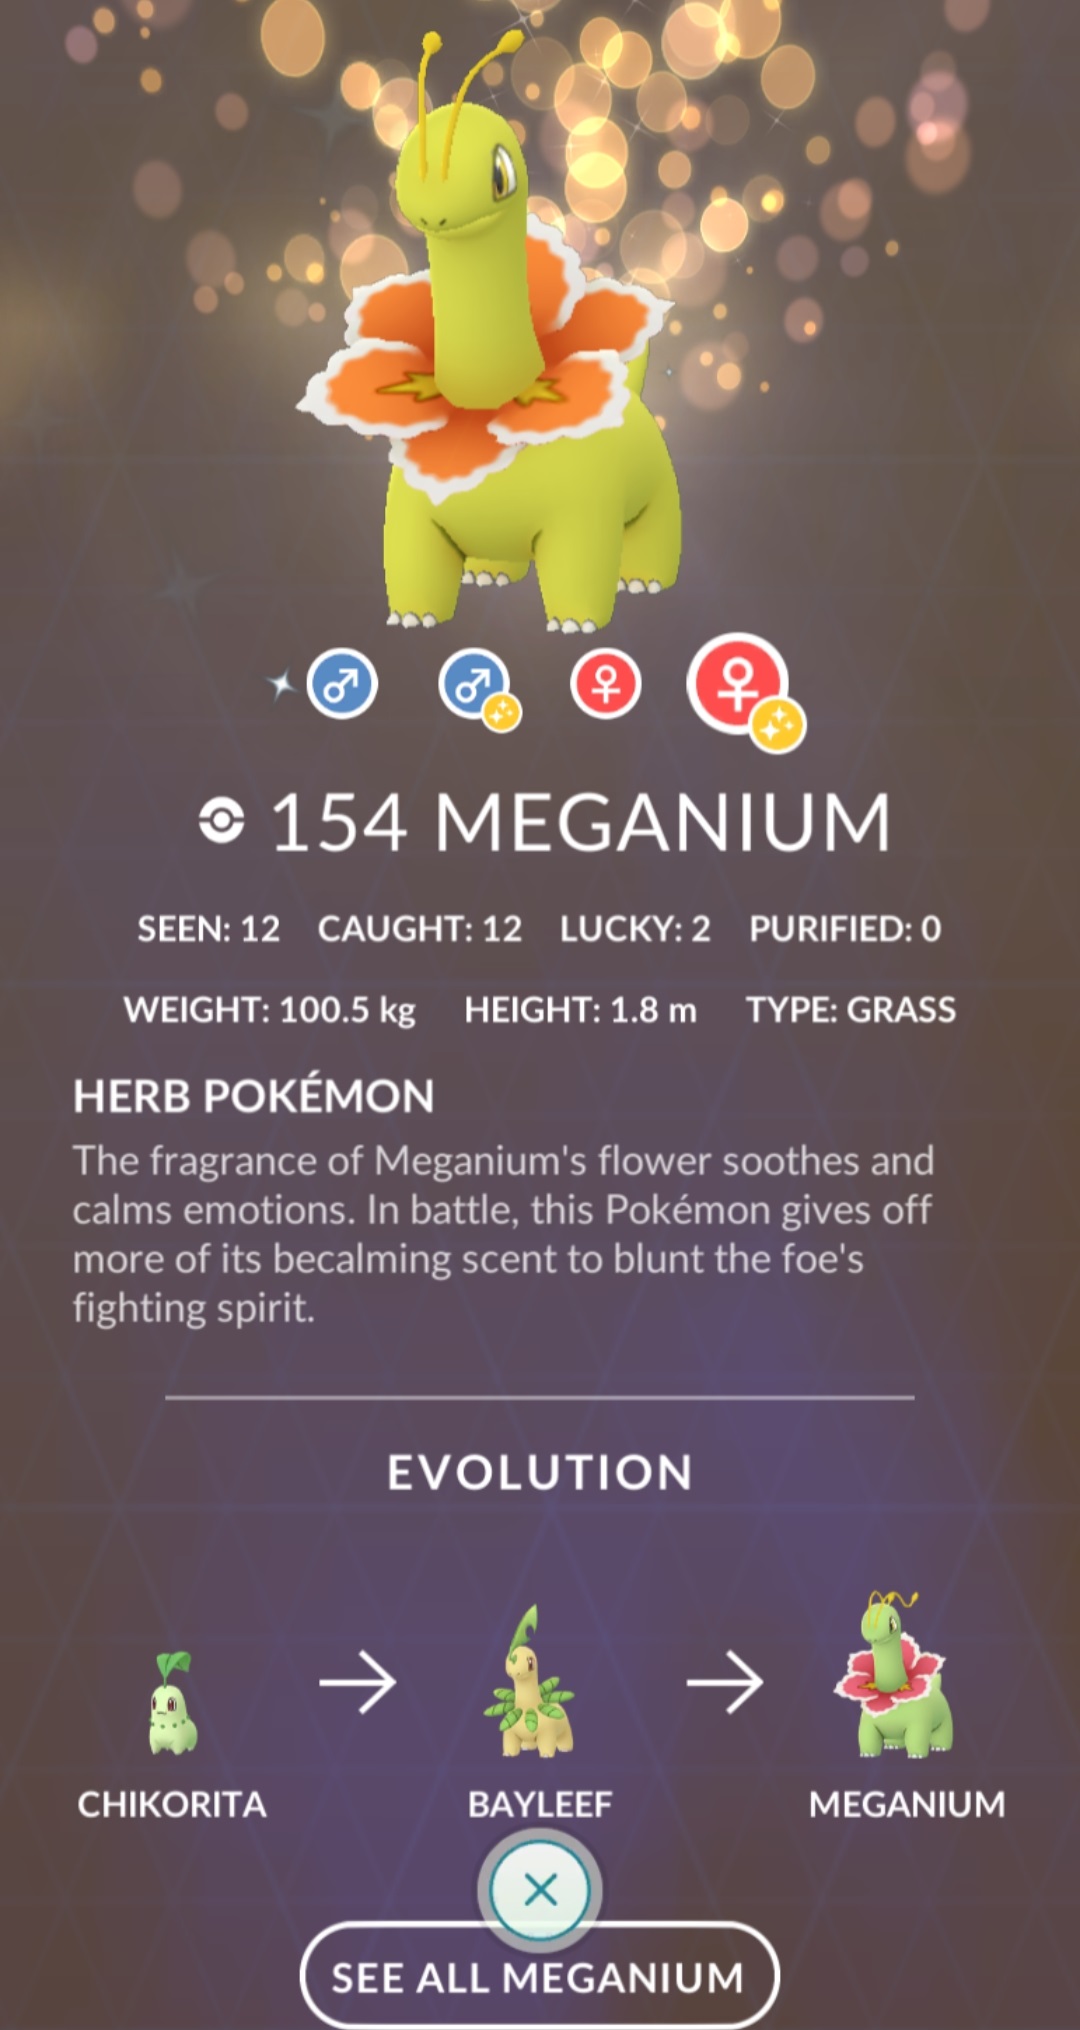 154 MEGANIUM
SEEN: 12 CAUGHT: 12 LUCKY: 2 PURIFIED: 0
WEIGHT: 100.5 kg HEIGHT: 1.8 m TYPE: GRASS
HERB POKÉMON
The fragrance of Meganium's flower soothes and
calms emotions. In battle, this Pokémon gives off
more of its becalming scent to blunt the foe's
fighting spirit.
EVOLUTION
CHIKORITA BAYLEEF MEGANIUM
SEE ALL MEGANIUM